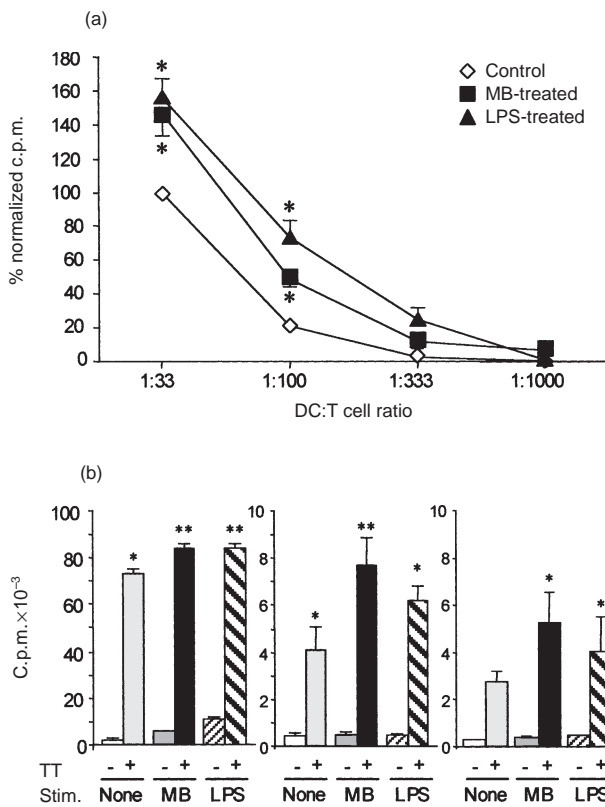 (a)
180
160
140
120
100
80
60
40
20
0
% normalized c.p.m.
* * * *
Control
MB-treated
LPS-treated
1:33 1:100 1:333 1:1000
DC:T cell ratio
(b)
100 10 10
80 8 8
60 6 6
40 4 4
20 2 2
0 0 0
C.p.m.×10⁻³
* ** ** * ** * * *
TT - + - + - + - + - + - + - + - + - +
Stim. None MB LPS None MB LPS None MB LPS